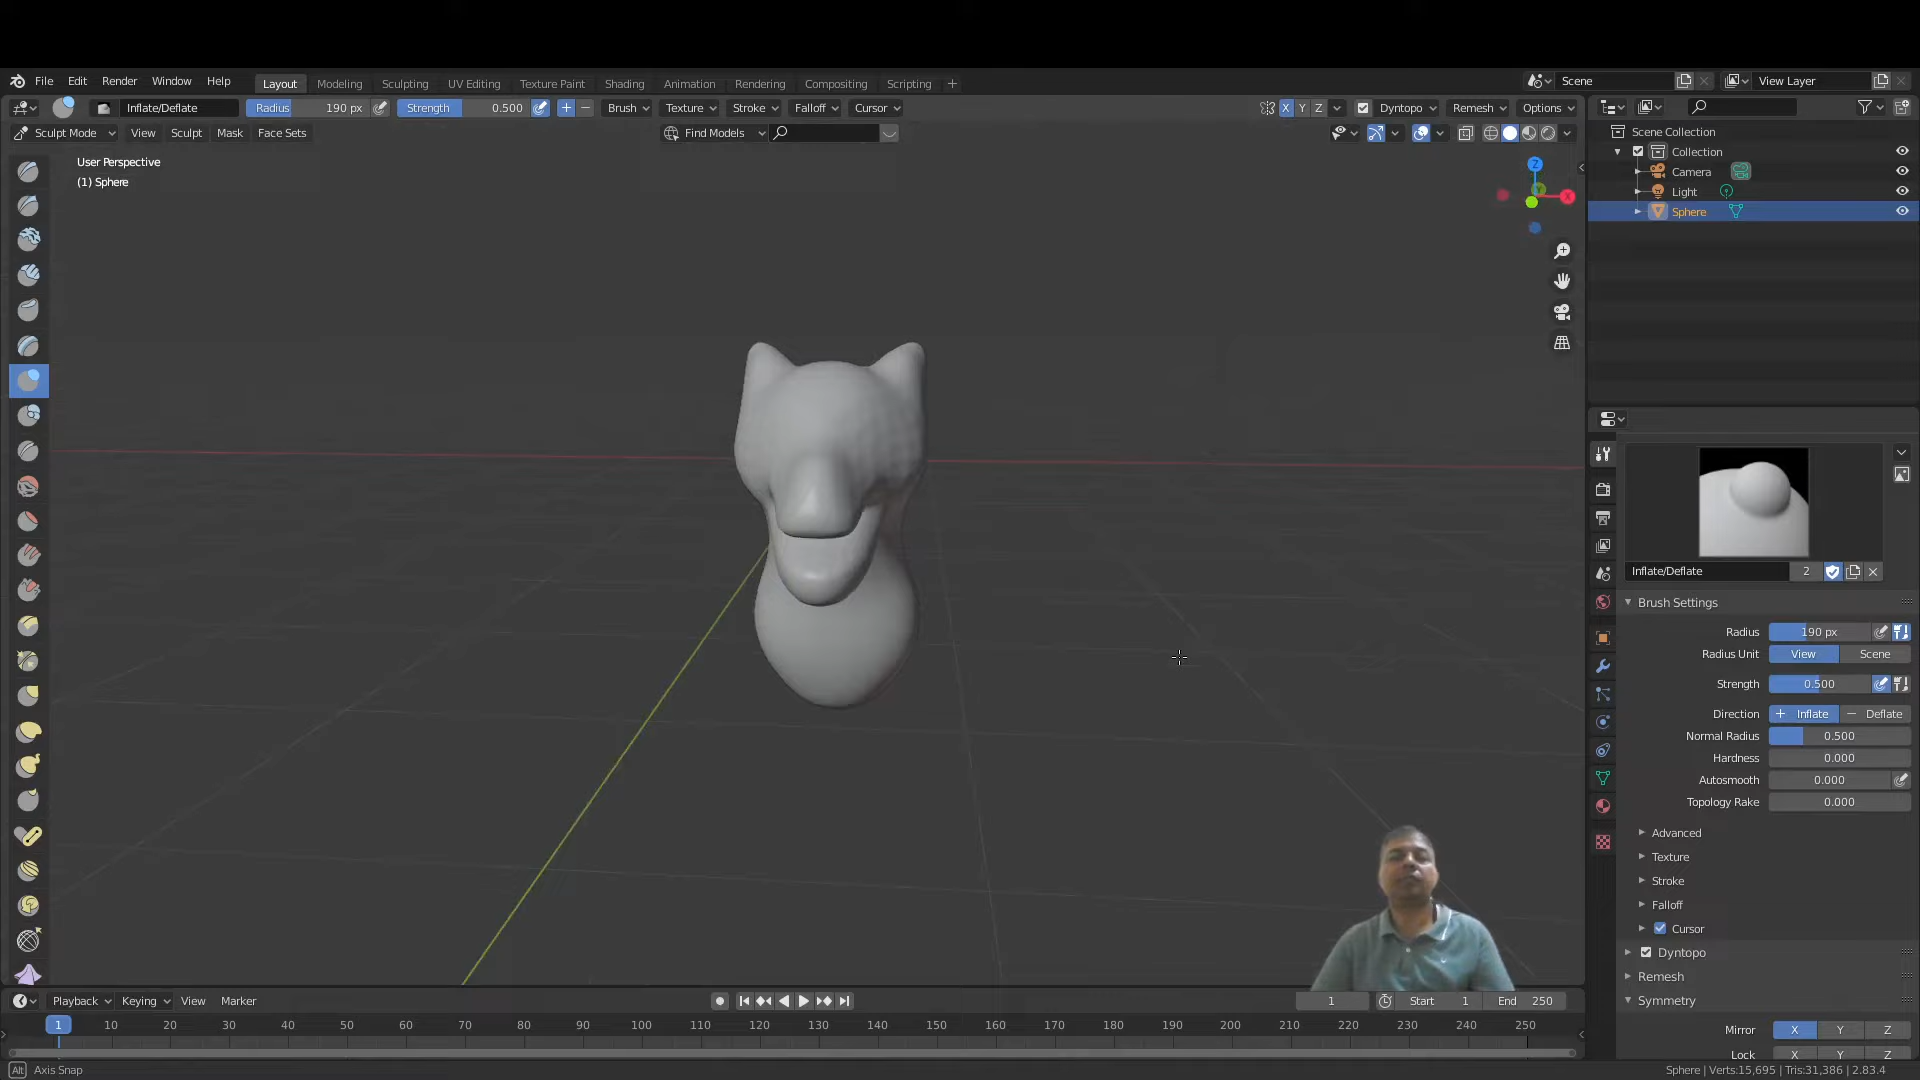 File Edit Render Window Help Layout Modeling Sculpting UV Editing Texture Paint Shading Animation Rendering Compositing Scripting + Scene View Layer
Inflate/Deflate Radius 190 px Strength 0.500 + − Brush Texture Stroke Falloff Cursor X Y Z Dyntopo Remesh Options
Sculpt Mode View Sculpt Mask Face Sets Find Models
User Perspective
(1) Sphere
Z
X
Scene Collection
Collection
Camera
Light
Sphere
Inflate/Deflate 2
Brush Settings
Radius 190 px
Radius Unit View Scene
Strength 0.500
Direction + Inflate − Deflate
Normal Radius 0.500
Hardness 0.000
Autosmooth 0.000
Topology Rake 0.000
Advanced
Texture
Stroke
Falloff
Cursor
Dyntopo
Remesh
Symmetry
Mirror X Y Z
Lock X Y Z
Playback Keying View Marker 1 Start 1 End 250
1 10 20 30 40 50 60 70 80 90 100 110 120 130 140 150 160 170 180 190 200 210 220 230 240 250
Alt Axis Snap Sphere | Verts:15,695 | Tris:31,386 | 2.83.4